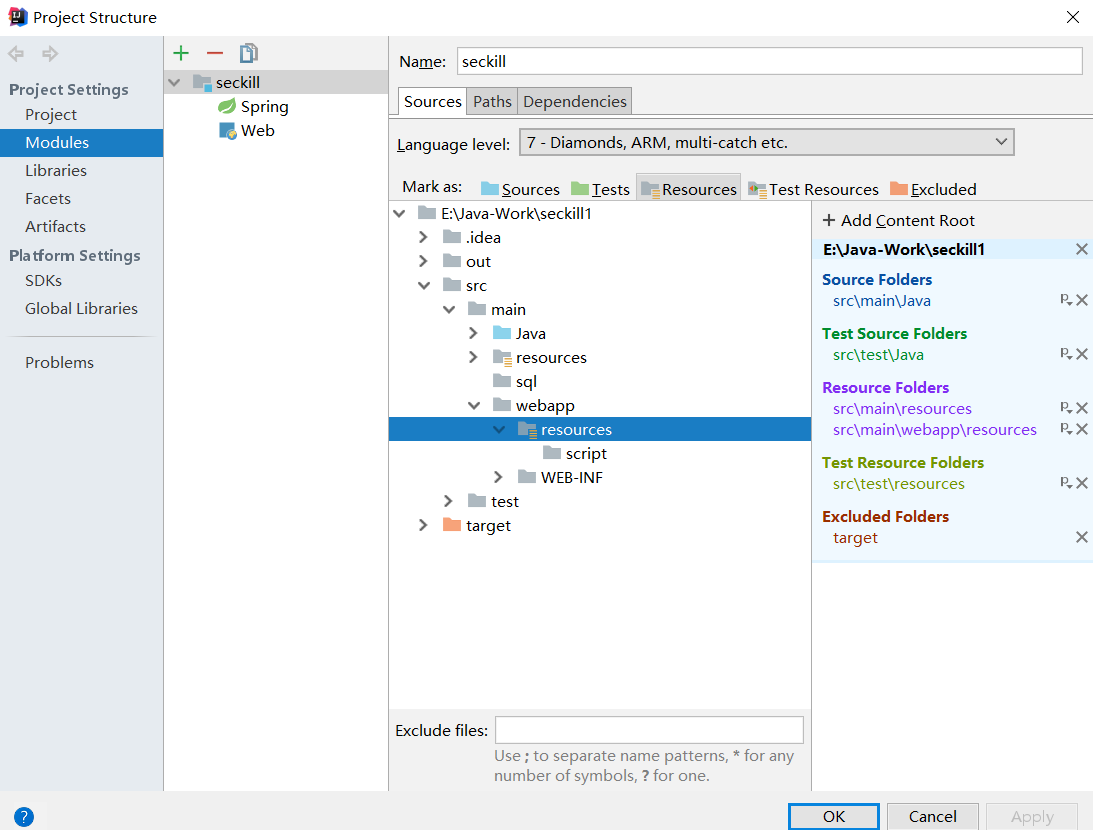 Project Structure
Project Settings
Project
Modules
Libraries
Facets
Artifacts
Platform Settings
SDKs
Global Libraries
Problems
seckill
Spring
Web
Name: seckill
Sources Paths Dependencies
Language level: 7 - Diamonds, ARM, multi-catch etc.
Mark as: Sources Tests Resources Test Resources Excluded
E:\Java-Work\seckill1
.idea
out
src
main
Java
resources
sql
webapp
resources
script
WEB-INF
test
target
+ Add Content Root
E:\Java-Work\seckill1
Source Folders
src\main\Java
Test Source Folders
src\test\Java
Resource Folders
src\main\resources
src\main\webapp\resources
Test Resource Folders
src\test\resources
Excluded Folders
target
Exclude files:
Use ; to separate name patterns, * for any
number of symbols, ? for one.
?
OK Cancel Apply